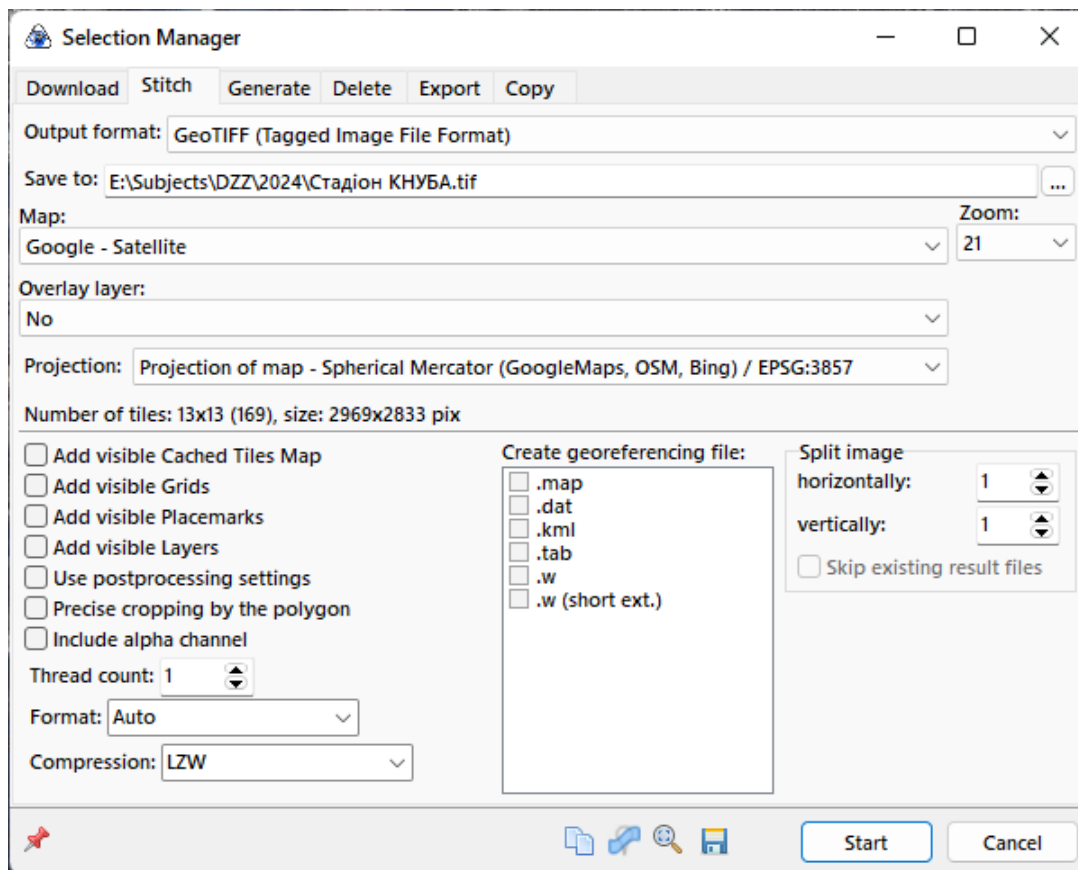 Selection Manager
Download Stitch Generate Delete Export Copy
Output format: GeoTIFF (Tagged Image File Format)
Save to: E:\Subjects\DZZ\2024\Стадіон КНУБА.tif ...
Map: Zoom:
Google - Satellite 21
Overlay layer:
No
Projection: Projection of map - Spherical Mercator (GoogleMaps, OSM, Bing) / EPSG:3857
Number of tiles: 13x13 (169), size: 2969x2833 pix
Add visible Cached Tiles Map
Add visible Grids
Add visible Placemarks
Add visible Layers
Use postprocessing settings
Precise cropping by the polygon
Include alpha channel
Thread count: 1
Format: Auto
Compression: LZW
Create georeferencing file:
.map
.dat
.kml
.tab
.w
.w (short ext.)
Split image
horizontally: 1
vertically: 1
Skip existing result files
Start Cancel